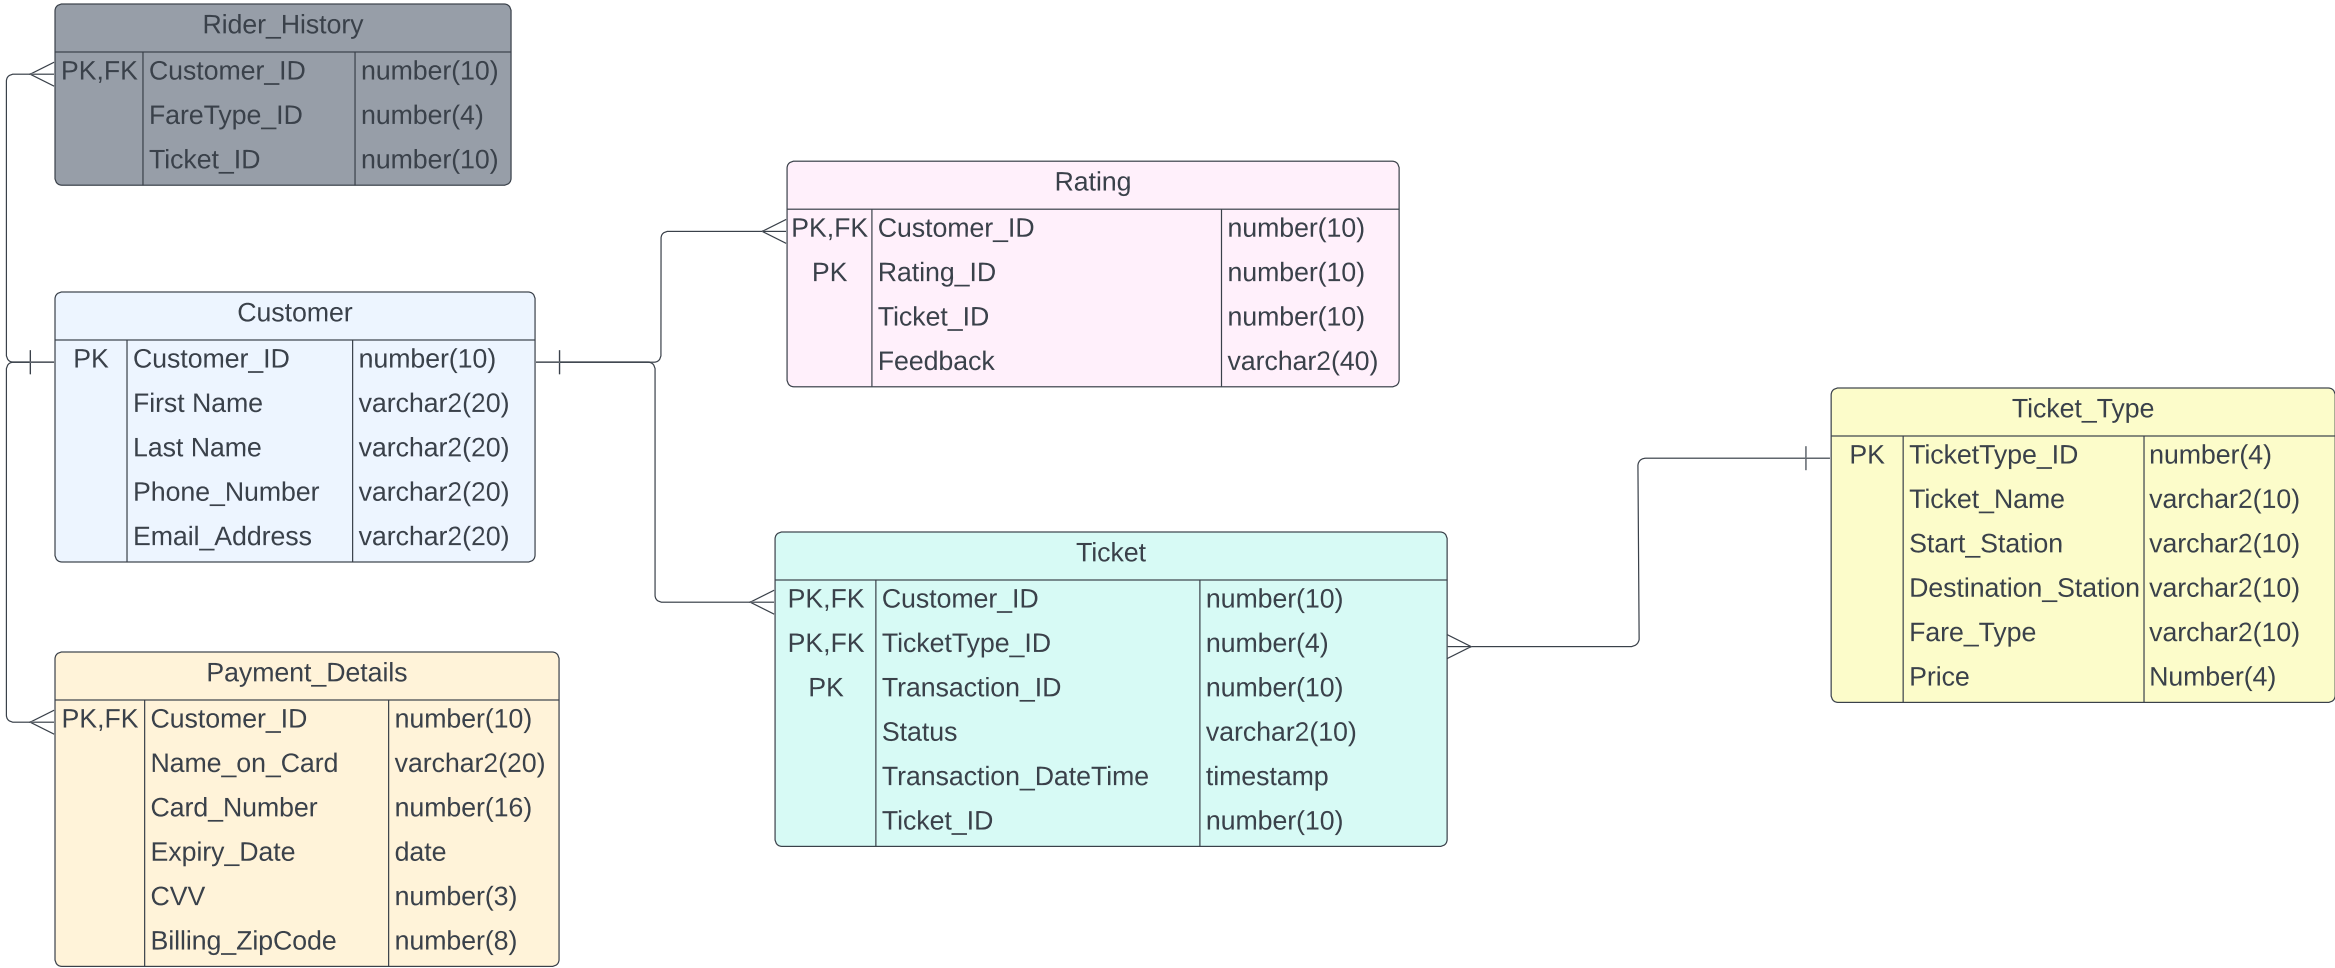 Rider_History
PK,FK Customer_ID number(10)
FareType_ID number(4)
Ticket_ID number(10)
Rating
PK,FK Customer_ID number(10)
PK Rating_ID number(10)
Ticket_ID number(10)
Feedback varchar2(40)
Customer
PK Customer_ID number(10)
First Name varchar2(20)
Last Name varchar2(20)
Phone_Number varchar2(20)
Email_Address varchar2(20)
Ticket_Type
PK TicketType_ID number(4)
Ticket_Name varchar2(10)
Start_Station varchar2(10)
Destination_Station varchar2(10)
Fare_Type varchar2(10)
Price Number(4)
Ticket
PK,FK Customer_ID number(10)
PK,FK TicketType_ID number(4)
PK Transaction_ID number(10)
Status varchar2(10)
Transaction_DateTime timestamp
Ticket_ID number(10)
Payment_Details
PK,FK Customer_ID number(10)
Name_on_Card varchar2(20)
Card_Number number(16)
Expiry_Date date
CVV number(3)
Billing_ZipCode number(8)